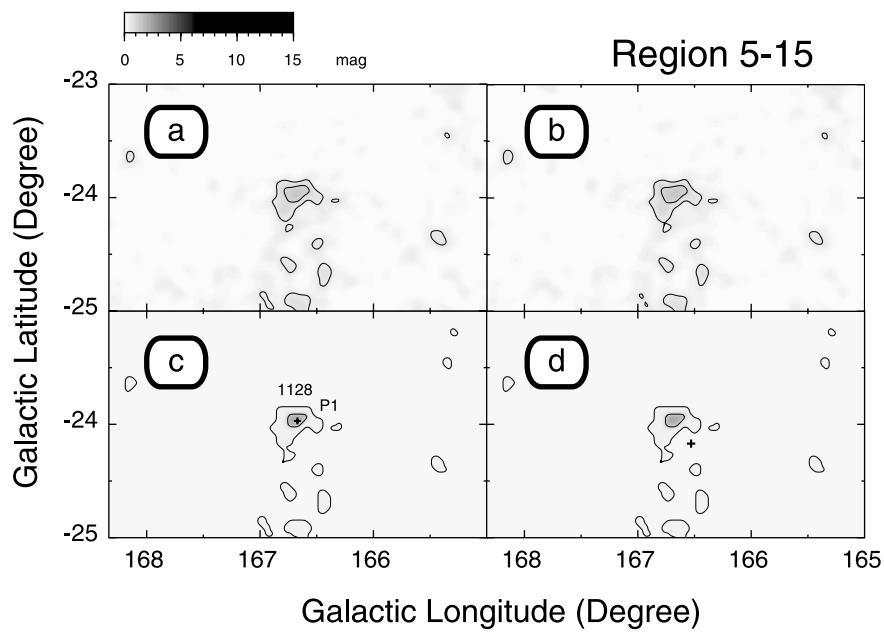 0 5 10 15 mag
Region 5-15
-23
a b
-24
-25
c d
1128
P1
-24
-25
168 167 166 168 167 166 165
Galactic Latitude (Degree)
Galactic Longitude (Degree)